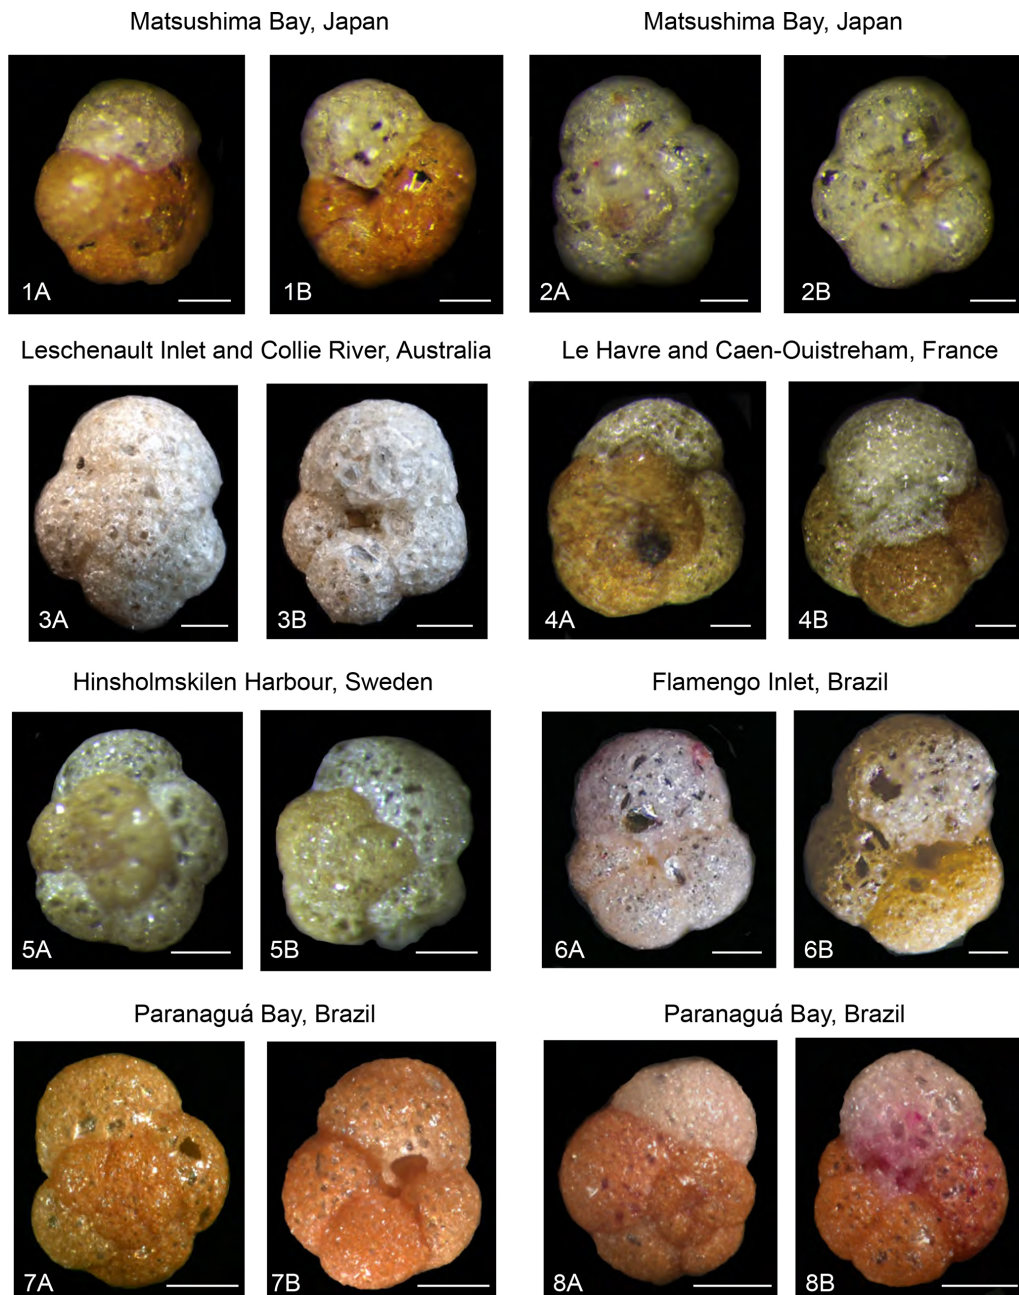 Matsushima Bay, Japan
Matsushima Bay, Japan
1A
1B
2A
2B
Leschenault Inlet and Collie River, Australia
Le Havre and Caen-Ouistreham, France
3A
3B
4A
4B
Hinsholmskilen Harbour, Sweden
Flamengo Inlet, Brazil
5A
5B
6A
6B
Paranaguá Bay, Brazil
Paranaguá Bay, Brazil
7A
7B
8A
8B